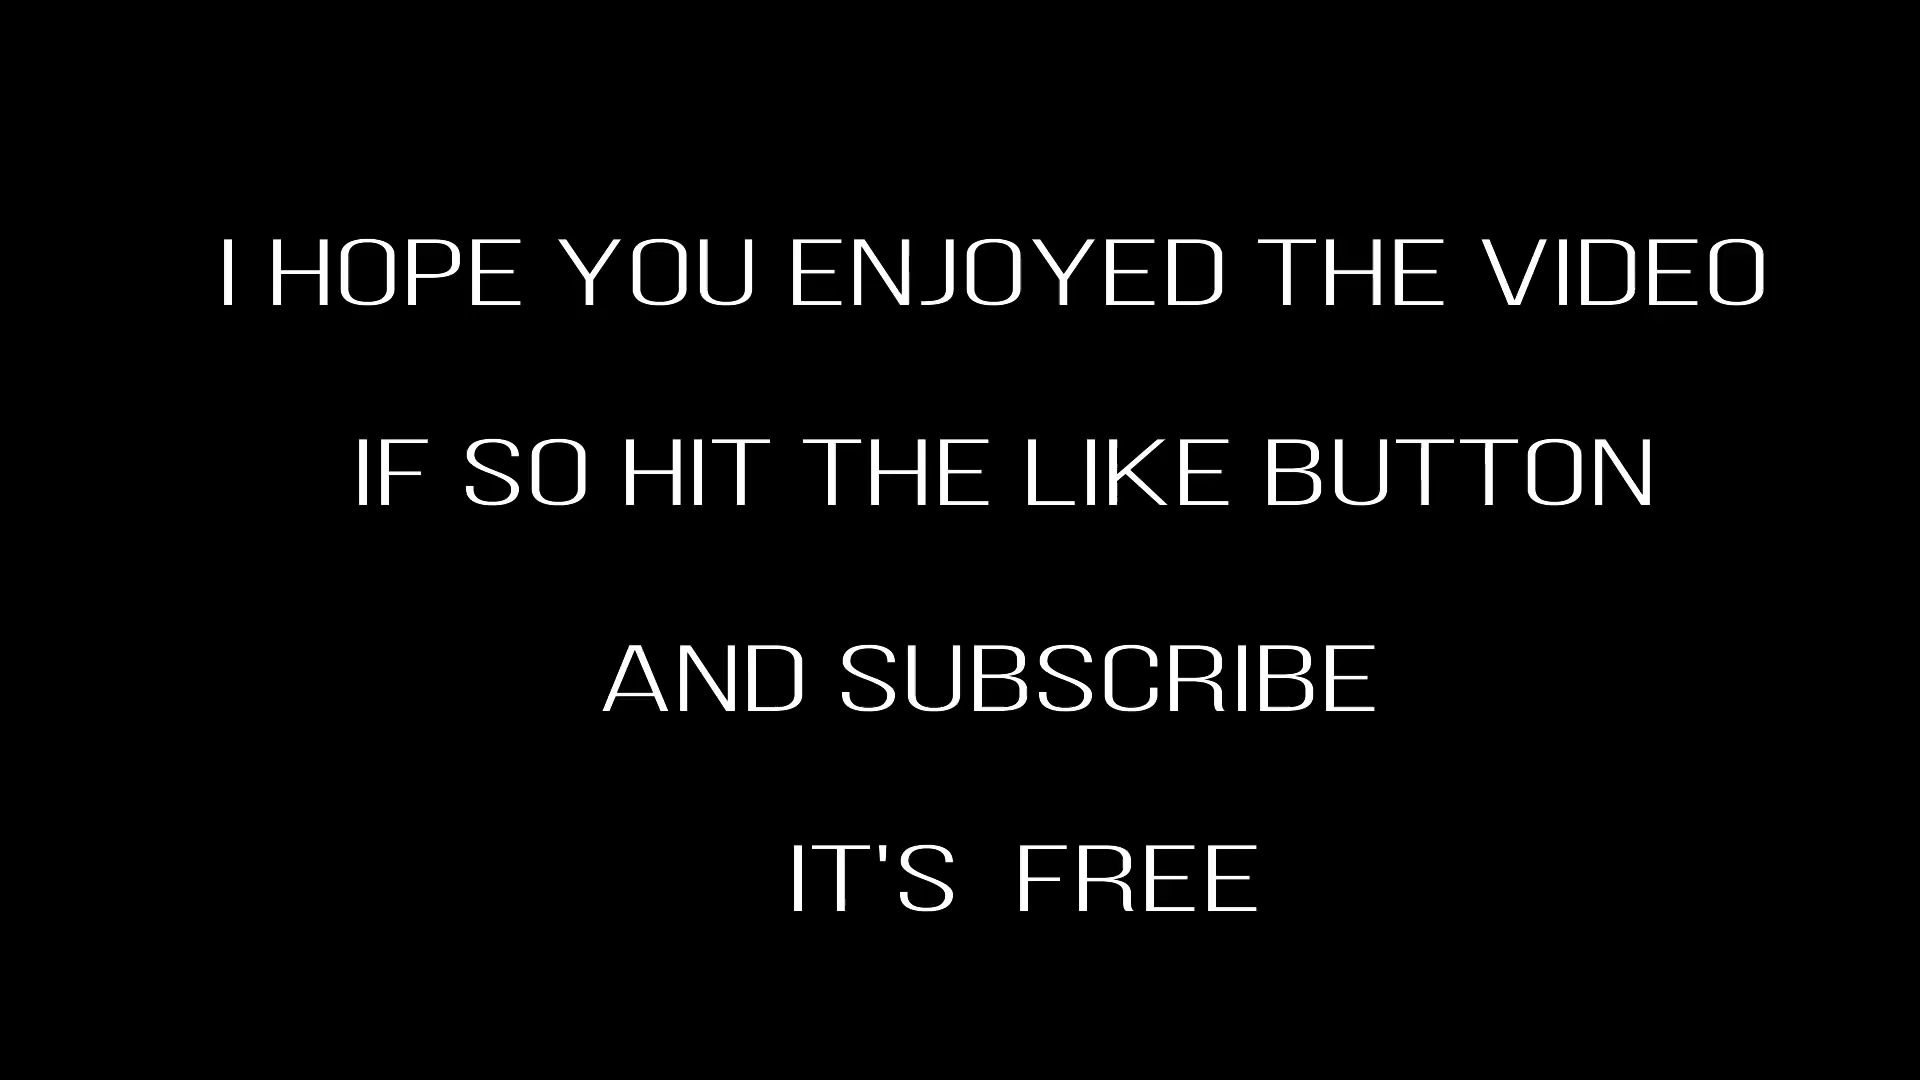 I HOPE YOU ENJOYED THE VIDEO
IF SO HIT THE LIKE BUTTON
AND SUBSCRIBE
IT'S  FREE